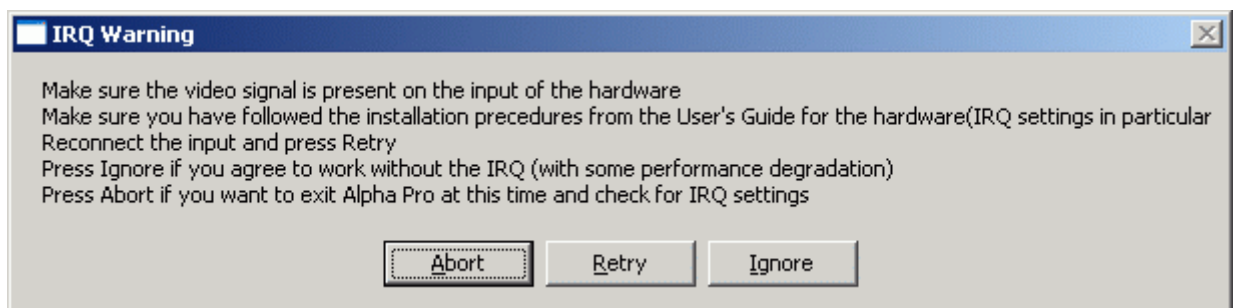 IRQ Warning
Make sure the video signal is present on the input of the hardware
Make sure you have followed the installation precedures from the User's Guide for the hardware(IRQ settings in particular
Reconnect the input and press Retry
Press Ignore if you agree to work without the IRQ (with some performance degradation)
Press Abort if you want to exit Alpha Pro at this time and check for IRQ settings
Abort Retry Ignore